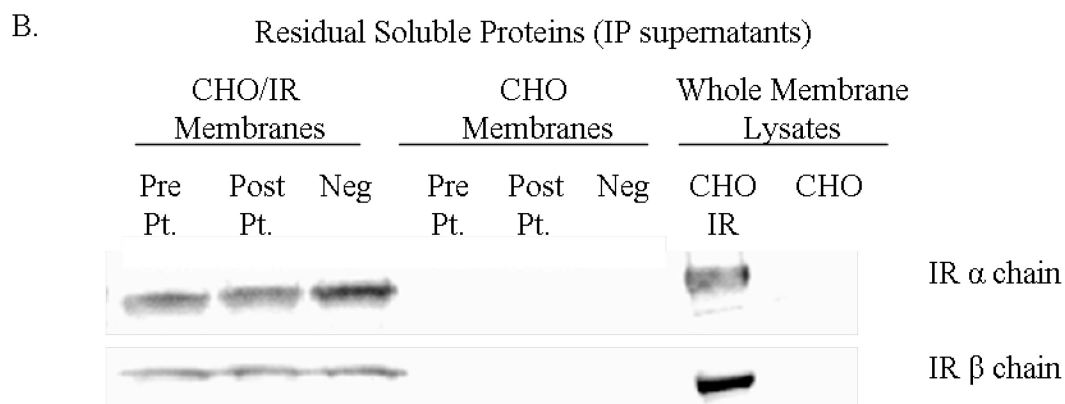 B.
Residual Soluble Proteins (IP supernatants)
CHO/IR CHO Whole Membrane
Membranes Membranes Lysates
Pre Post Neg Pre Post Neg CHO CHO
Pt. Pt. Pt. Pt. IR
IR α chain
IR β chain